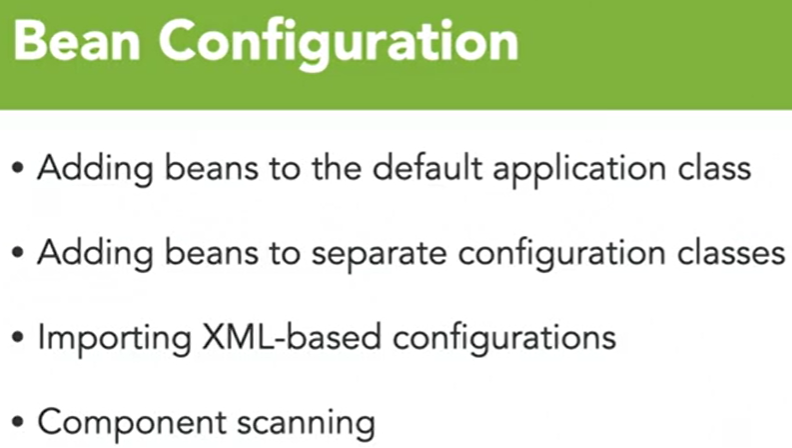 Bean Configuration
• Adding beans to the default application class
• Adding beans to separate configuration classes
• Importing XML-based configurations
• Component scanning